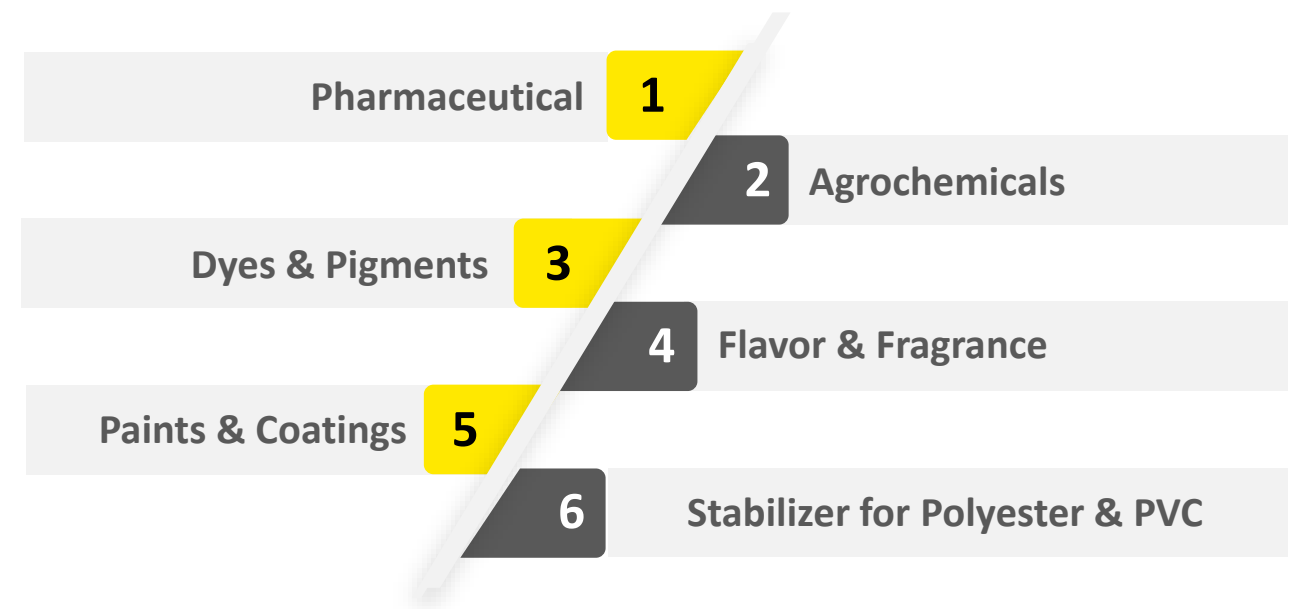 Pharmaceutical 1
2 Agrochemicals
Dyes & Pigments 3
4 Flavor & Fragrance
Paints & Coatings 5
6 Stabilizer for Polyester & PVC